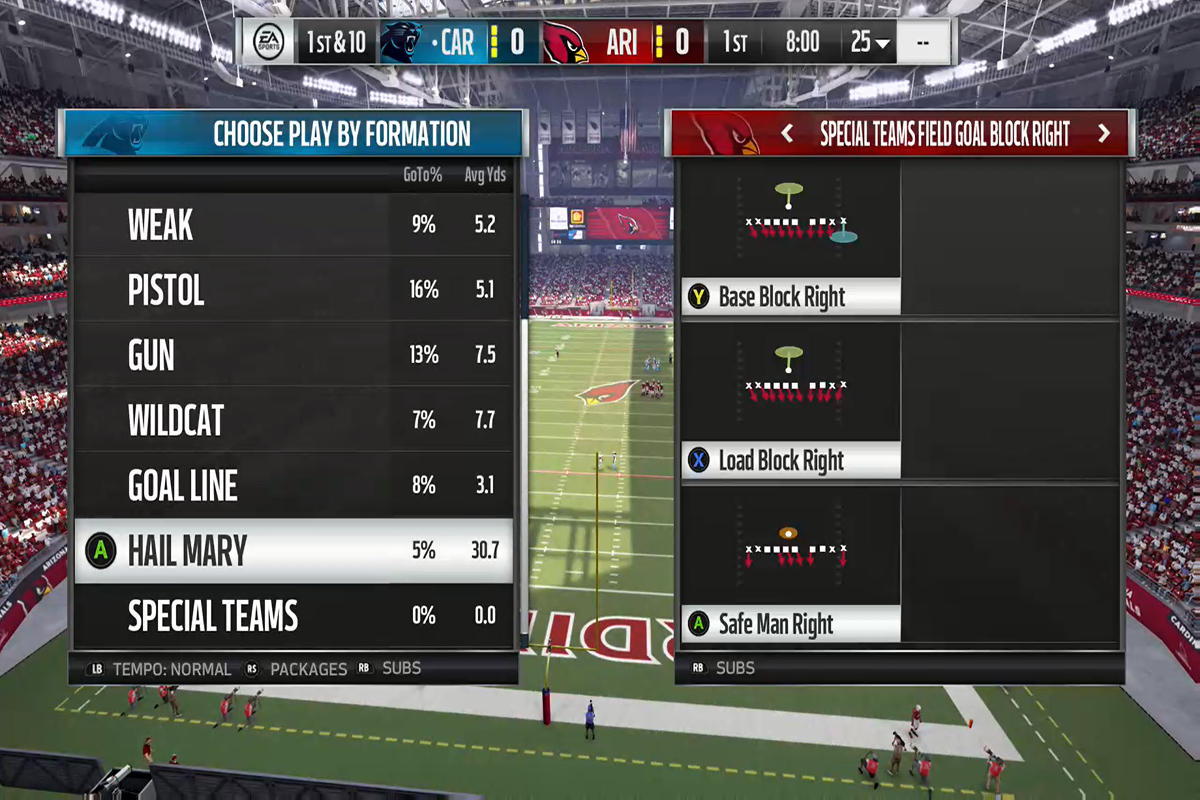 EA SPORTS 1ST & 10 · CAR 0 ARI 0 1ST 8:00 25 --
CHOOSE PLAY BY FORMATION
GoTo% Avg Yds
WEAK 9% 5.2
PISTOL 16% 5.1
GUN 13% 7.5
WILDCAT 7% 7.7
GOAL LINE 8% 3.1
A HAIL MARY 5% 30.7
SPECIAL TEAMS 0% 0.0
LB TEMPO: NORMAL RS PACKAGES RB SUBS
SPECIAL TEAMS FIELD GOAL BLOCK RIGHT
Y Base Block Right
X Load Block Right
A Safe Man Right
RB SUBS
RDIN